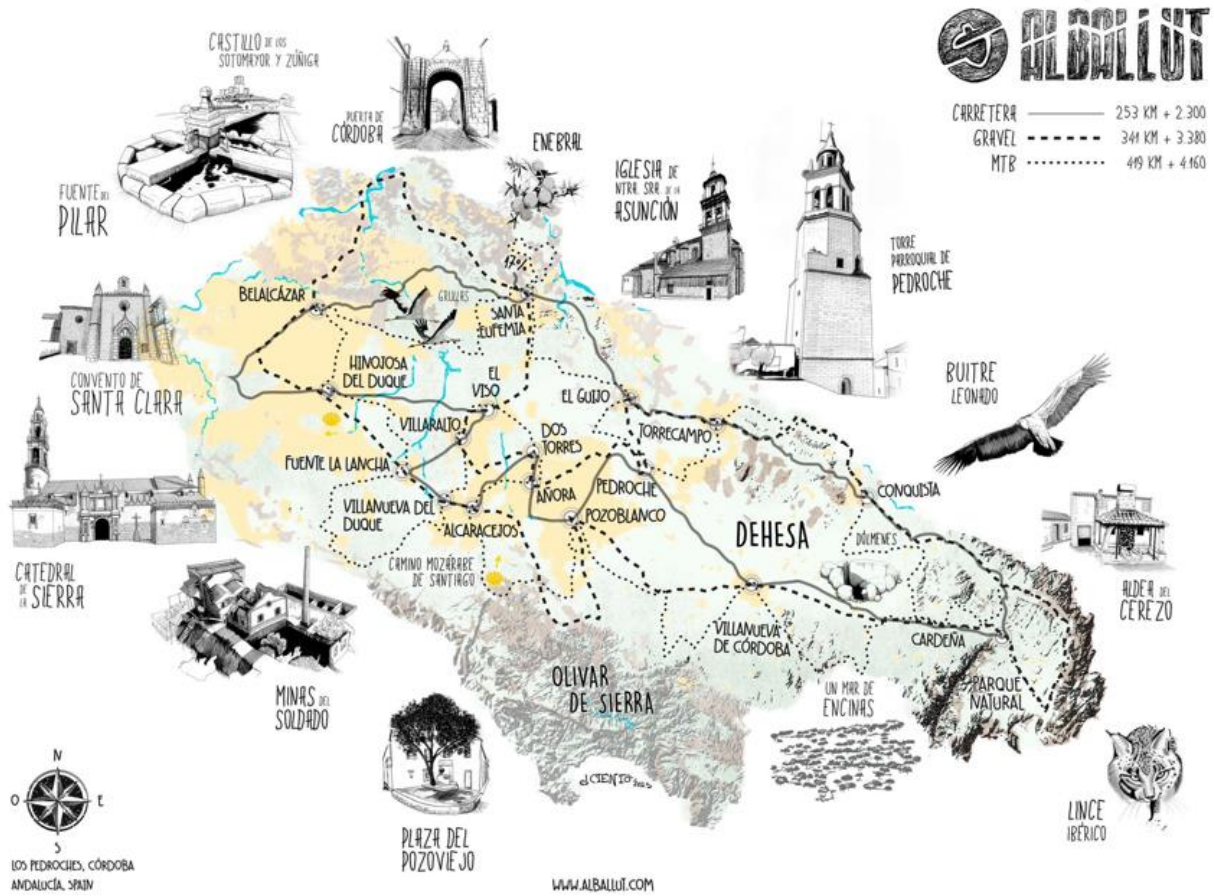 CASTILLO DE LOS
SOTOMAYOR Y ZÚÑIGA
PUERTA DE
CÓRDOBA
ENEBRAL
ALBALLUT
CARRETERA 253 KM + 2.300
GRAVEL 341 KM + 3.380
MTB 419 KM + 4.160
IGLESIA DE
NTRA. SRA. DE LA
ASUNCIÓN
FUENTE DEL
PILAR
TORRE
PARROQUIAL DE
PEDROCHE
17%
BELALCÁZAR
GRULLAS
SANTA
EUFEMIA
CONVENTO DE
SANTA CLARA
HINOJOSA
DEL DUQUE
EL
VISO
EL GUIJO
BUITRE
LEONADO
VILLARALTO
DOS
TORRES
TORRECAMPO
FUENTE LA LANCHA
AÑORA
PEDROCHE
CONQUISTA
VILLANUEVA DEL
DUQUE
ALCARACEJOS
POZOBLANCO
DEHESA
DÓLMENES
CAMINO MOZÁRABE
DE SANTIAGO
CATEDRAL
DE LA SIERRA
ALDEA DEL
CEREZO
VILLANUEVA
DE CÓRDOBA
CARDEÑA
OLIVAR
DE SIERRA
PARQUE
NATURAL
UN MAR DE
ENCINAS
MINAS DEL
SOLDADO
LINCE
IBÉRICO
PLAZA DEL
POZOVIEJO
N
O E
S
LOS PEDROCHES, CÓRDOBA
ANDALUCÍA, SPAIN
WWW.ALBALLUT.COM